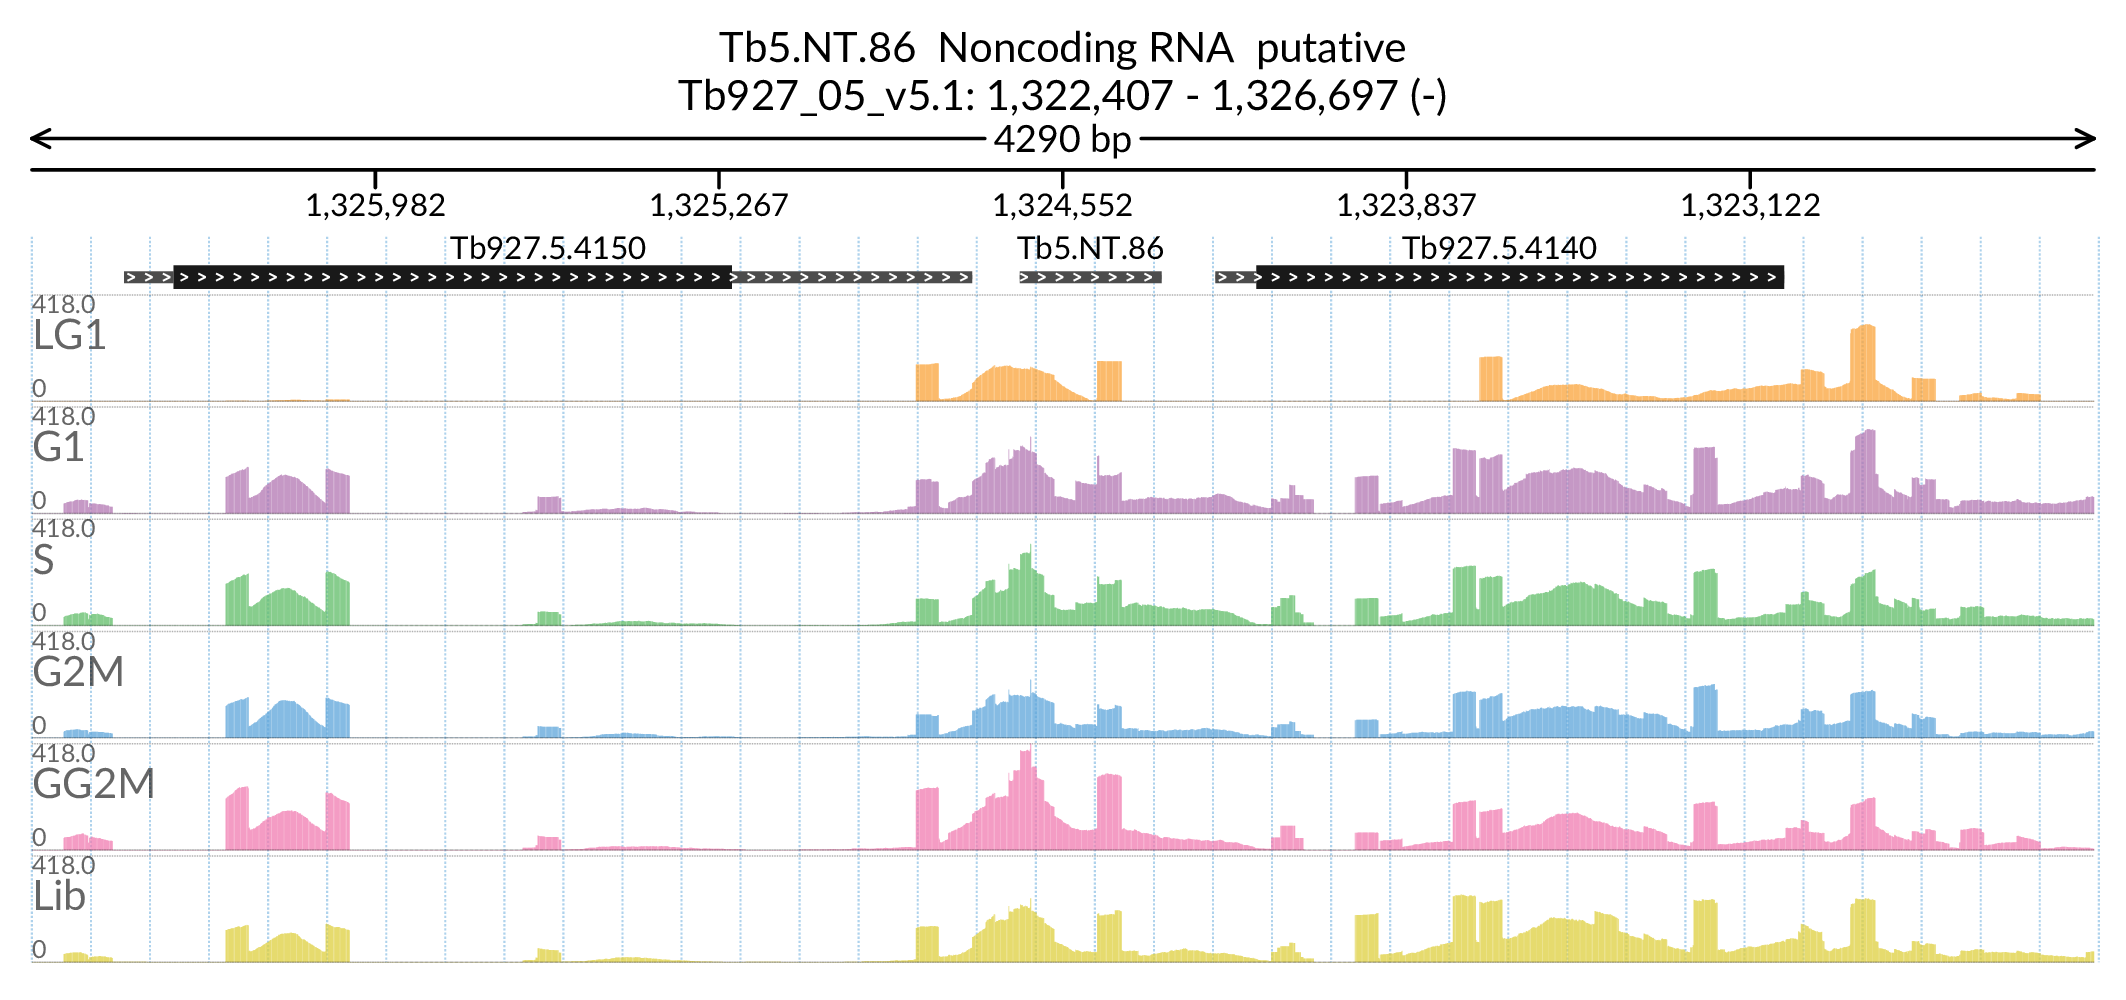 Tb5.NT.86  Noncoding RNA  putative
Tb927_05_v5.1: 1,322,407 - 1,326,697 (-)
4290 bp
1,325,982 1,325,267 1,324,552 1,323,837 1,323,122
Tb927.5.4150 Tb5.NT.86 Tb927.5.4140
418.0
LG1
0
418.0
G1
0
418.0
S
0
418.0
G2M
0
418.0
GG2M
0
418.0
Lib
0